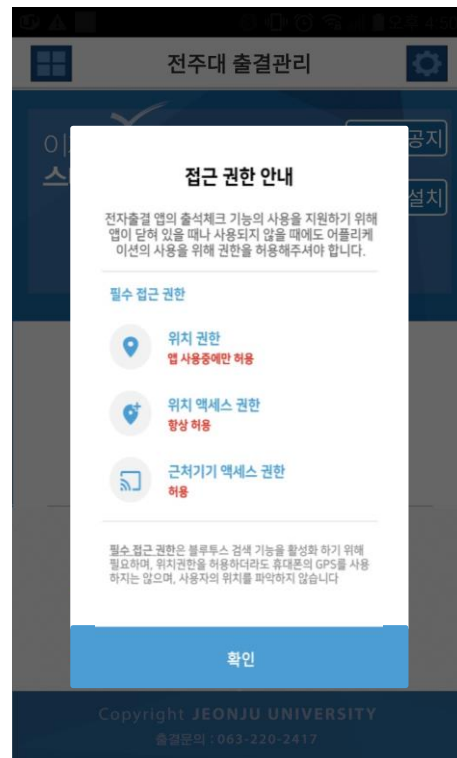 오후 4:56
전주대 출결관리
공지
설치
접근 권한 안내
전자출결 앱의 출석체크 기능의 사용을 지원하기 위해
앱이 닫혀 있을 때나 사용되지 않을 때에도 어플리케
이션의 사용을 위해 권한을 허용해주셔야 합니다.
필수 접근 권한
위치 권한
앱 사용중에만 허용
위치 액세스 권한
항상 허용
근처기기 액세스 권한
허용
필수 접근 권한은 블루투스 검색 기능을 활성화 하기 위해
필요하며, 위치권한을 허용하더라도 휴대폰의 GPS를 사용
하지는 않으며, 사용자의 위치를 파악하지 않습니다
확인
Copyright JEONJU UNIVERSITY
출결문의 : 063-220-2417